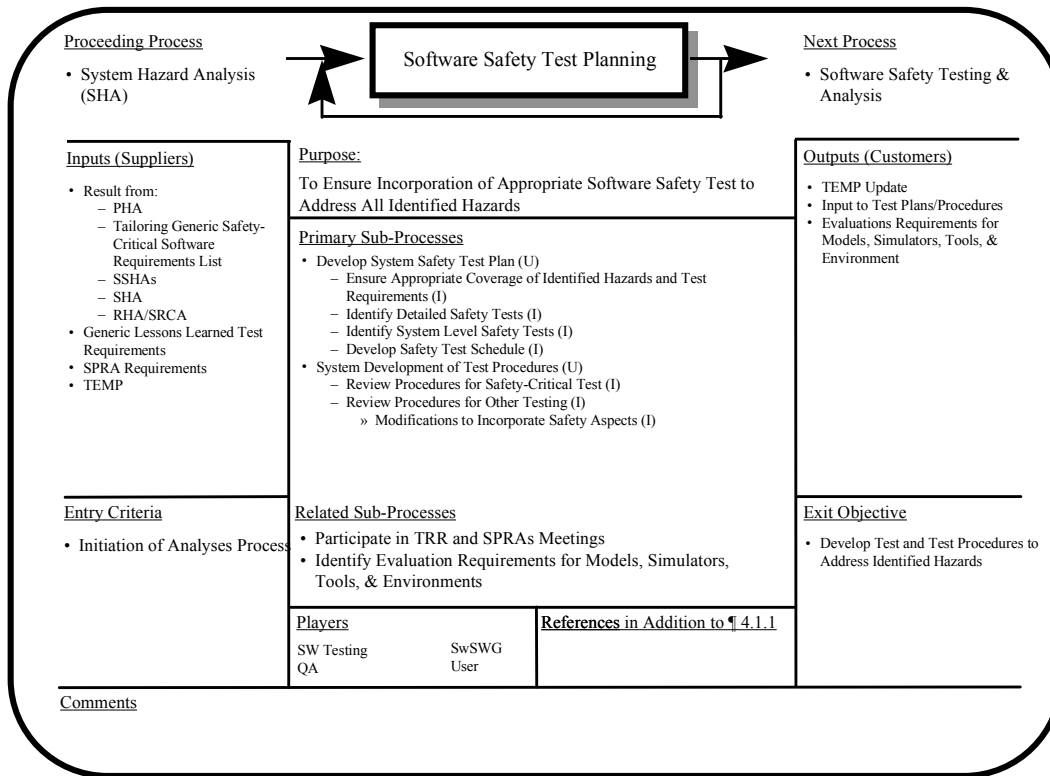 Proceeding Process
• System Hazard Analysis
(SHA)
Software Safety Test Planning
Next Process
• Software Safety Testing &
Analysis
Inputs (Suppliers)
• Result from:
– PHA
– Tailoring Generic Safety-
Critical Software
Requirements List
– SSHAs
– SHA
– RHA/SRCA
• Generic Lessons Learned Test
Requirements
• SPRA Requirements
• TEMP
Purpose:
To Ensure Incorporation of Appropriate Software Safety Test to
Address All Identified Hazards
Primary Sub-Processes
• Develop System Safety Test Plan (U)
– Ensure Appropriate Coverage of Identified Hazards and Test
Requirements (I)
– Identify Detailed Safety Tests (I)
– Identify System Level Safety Tests (I)
– Develop Safety Test Schedule (I)
• System Development of Test Procedures (U)
– Review Procedures for Safety-Critical Test (I)
– Review Procedures for Other Testing (I)
» Modifications to Incorporate Safety Aspects (I)
Outputs (Customers)
• TEMP Update
• Input to Test Plans/Procedures
• Evaluations Requirements for
Models, Simulators, Tools, &
Environment
Entry Criteria
• Initiation of Analyses Process
Related Sub-Processes
• Participate in TRR and SPRAs Meetings
• Identify Evaluation Requirements for Models, Simulators,
Tools, & Environments
Exit Objective
• Develop Test and Test Procedures to
Address Identified Hazards
Players
SW Testing
QA
SwSWG
User
References in Addition to ¶ 4.1.1
Comments